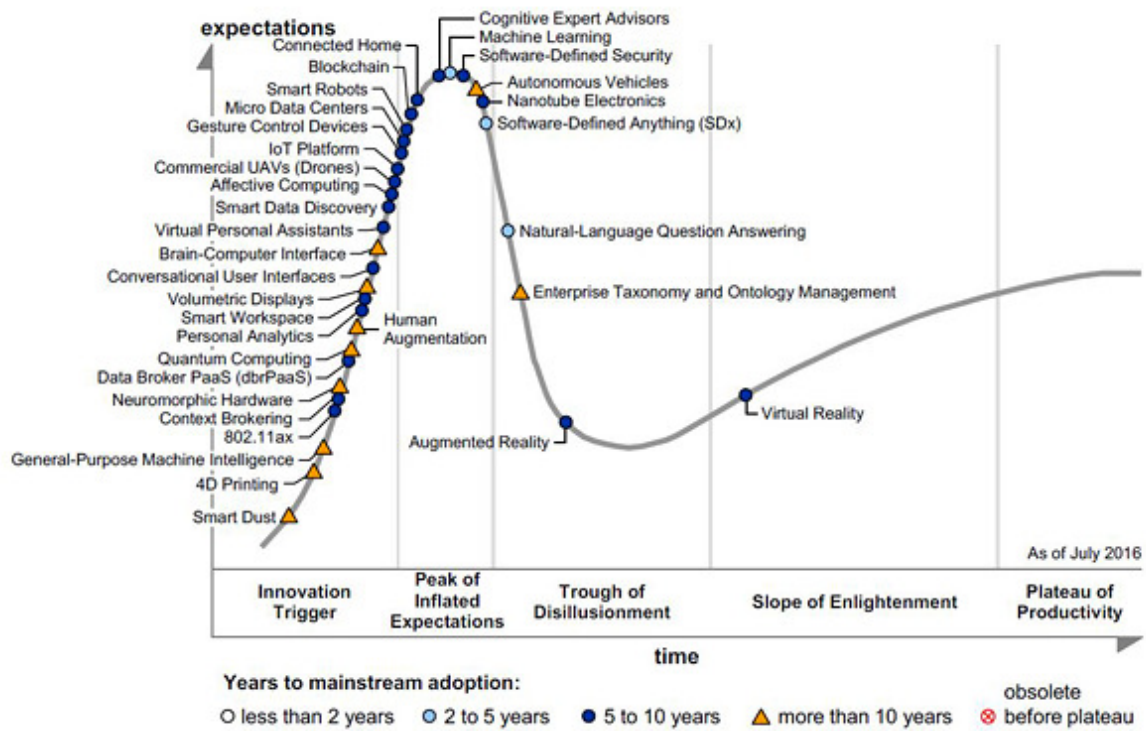 expectations
Cognitive Expert Advisors
Machine Learning
Software-Defined Security
Connected Home
Blockchain
Smart Robots
Micro Data Centers
Gesture Control Devices
IoT Platform
Commercial UAVs (Drones)
Affective Computing
Smart Data Discovery
Virtual Personal Assistants
Brain-Computer Interface
Conversational User Interfaces
Volumetric Displays
Smart Workspace
Personal Analytics
Quantum Computing
Data Broker PaaS (dbrPaaS)
Neuromorphic Hardware
Context Brokering
802.11ax
General-Purpose Machine Intelligence
4D Printing
Smart Dust
Human
Augmentation
Autonomous Vehicles
Nanotube Electronics
Software-Defined Anything (SDx)
Natural-Language Question Answering
Enterprise Taxonomy and Ontology Management
Augmented Reality
Virtual Reality
As of July 2016
Innovation
Trigger
Peak of
Inflated
Expectations
Trough of
Disillusionment
Slope of Enlightenment
Plateau of
Productivity
time
Years to mainstream adoption:
less than 2 years
2 to 5 years
5 to 10 years
more than 10 years
obsolete
before plateau